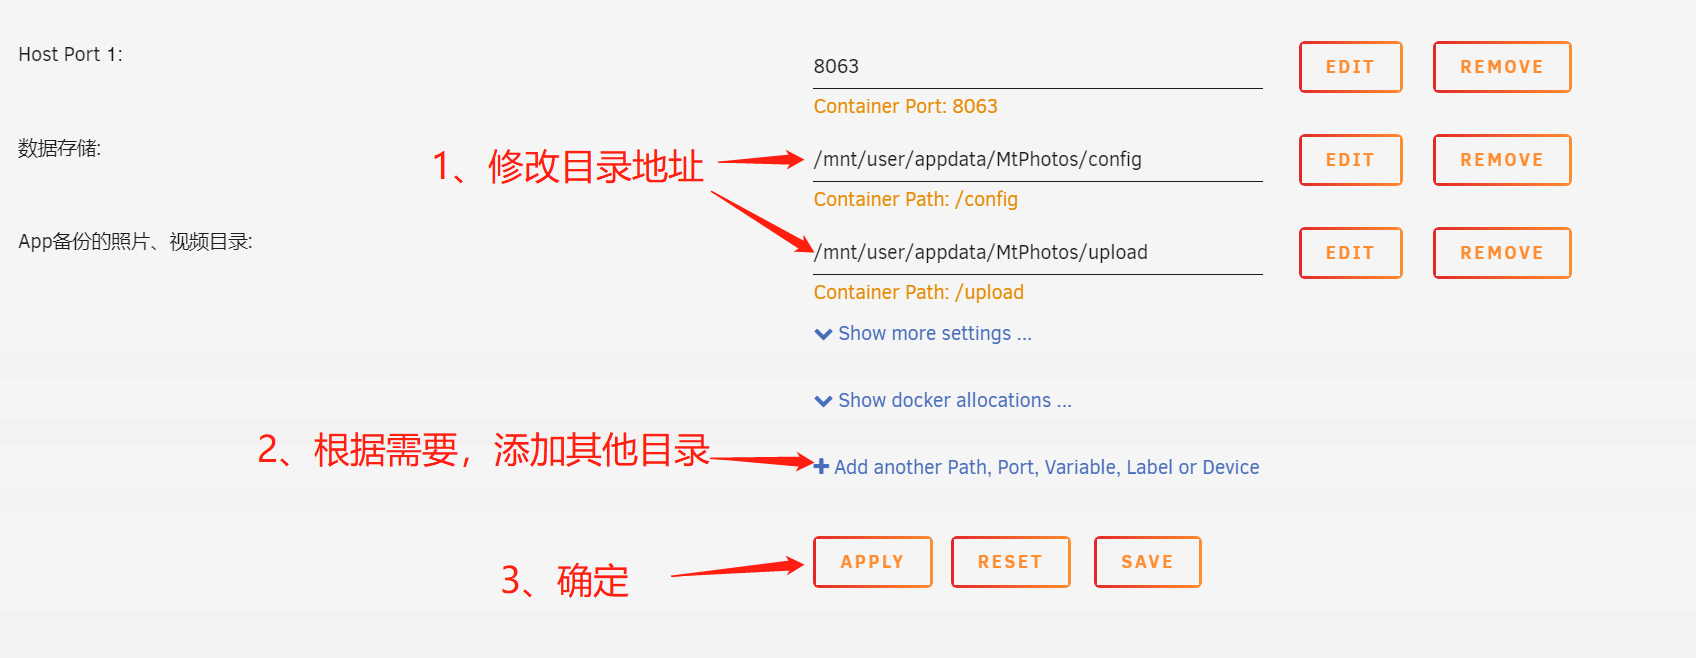 Host Port 1:
8063
EDIT
REMOVE
Container Port: 8063
数据存储:
1、修改目录地址
/mnt/user/appdata/MtPhotos/config
EDIT
REMOVE
Container Path: /config
App备份的照片、视频目录:
/mnt/user/appdata/MtPhotos/upload
EDIT
REMOVE
Container Path: /upload
Show more settings ...
Show docker allocations ...
2、根据需要，添加其他目录
Add another Path, Port, Variable, Label or Device
3、确定
APPLY
RESET
SAVE